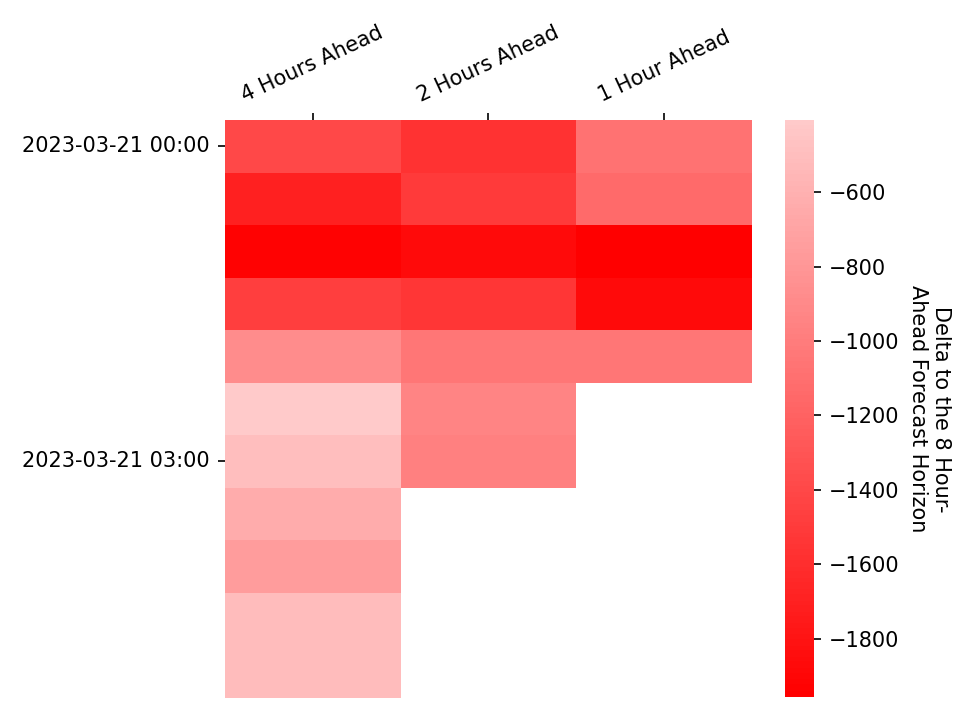 4 Hours Ahead
2 Hours Ahead
1 Hour Ahead
2023-03-21 00:00
2023-03-21 03:00
−600
−800
−1000
−1200
−1400
−1600
−1800
Delta to the 8 Hour-
Ahead Forecast Horizon